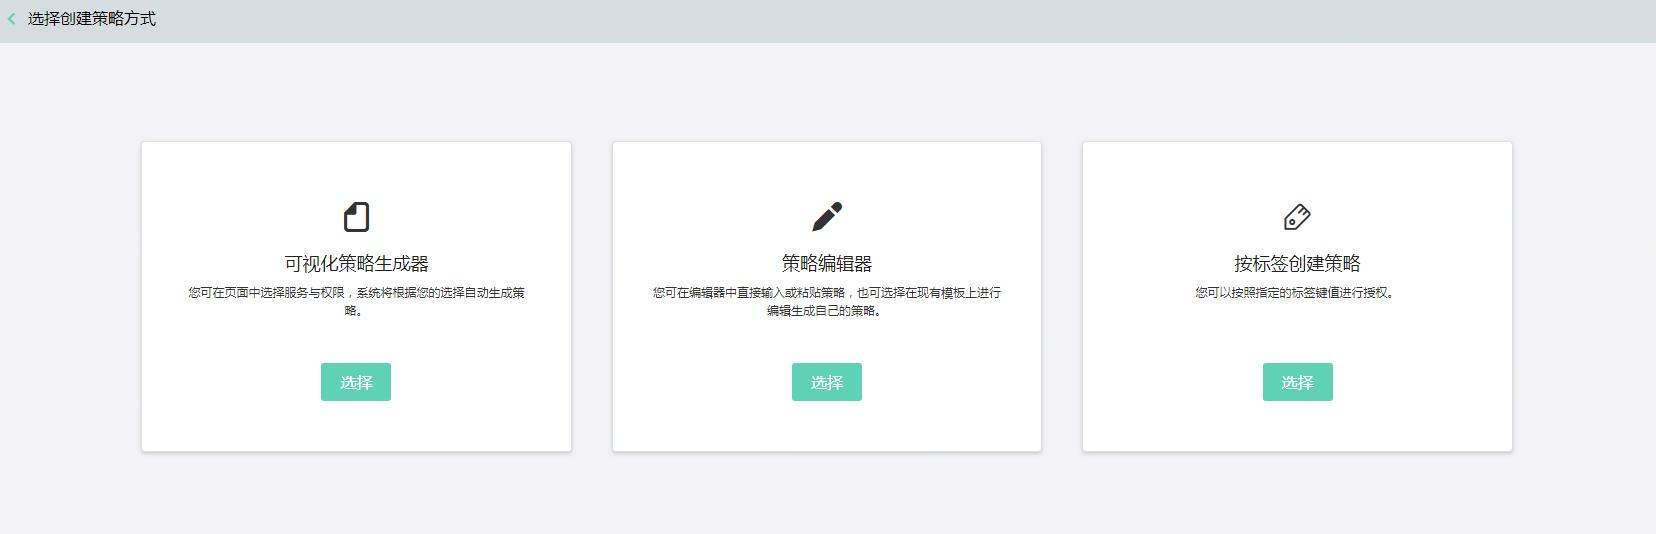 选择创建策略方式
可视化策略生成器
您可在页面中选择服务与权限，系统将根据您的选择自动生成策
略。
选择
策略编辑器
您可在编辑器中直接输入或粘贴策略，也可选择在现有模板上进行
编辑生成自己的策略。
选择
按标签创建策略
您可以按照指定的标签键值进行授权。
选择